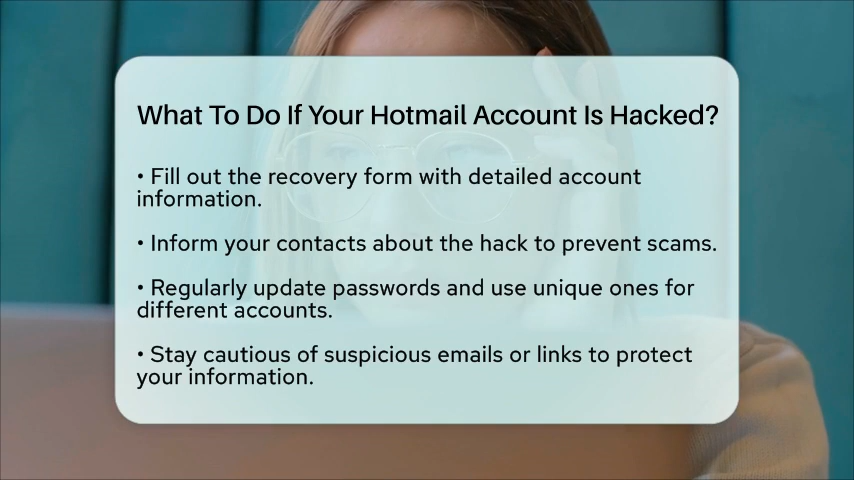 What To Do If Your Hotmail Account Is Hacked?
• Fill out the recovery form with detailed account
information.
• Inform your contacts about the hack to prevent scams.
• Regularly update passwords and use unique ones for
different accounts.
• Stay cautious of suspicious emails or links to protect
your information.